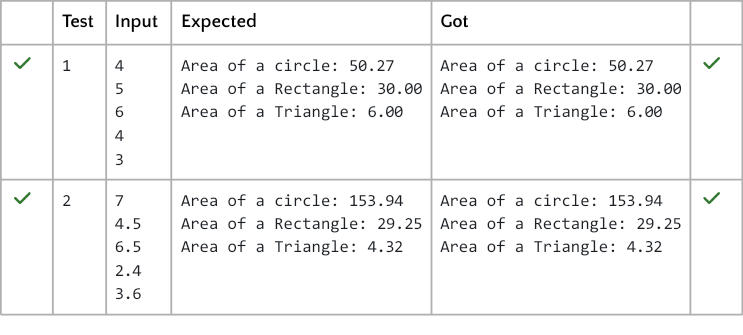 Test Input Expected Got
1 4 Area of a circle: 50.27 Area of a circle: 50.27
5 Area of a Rectangle: 30.00 Area of a Rectangle: 30.00
6 Area of a Triangle: 6.00 Area of a Triangle: 6.00
4
3
2 7 Area of a circle: 153.94 Area of a circle: 153.94
4.5 Area of a Rectangle: 29.25 Area of a Rectangle: 29.25
6.5 Area of a Triangle: 4.32 Area of a Triangle: 4.32
2.4
3.6